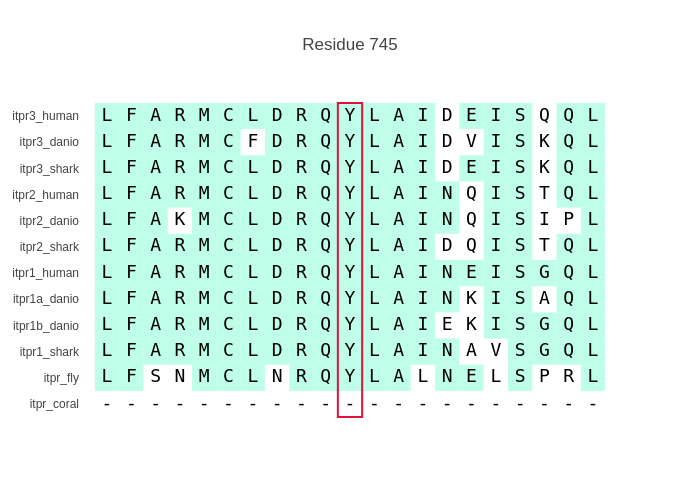 Residue 745
itpr3_human L F A R M C L D R Q Y L A I D E I S Q Q L
itpr3_danio L F A R M C F D R Q Y L A I D V I S K Q L
itpr3_shark L F A R M C L D R Q Y L A I D E I S K Q L
itpr2_human L F A R M C L D R Q Y L A I N Q I S T Q L
itpr2_danio L F A K M C L D R Q Y L A I N Q I S I P L
itpr2_shark L F A R M C L D R Q Y L A I D Q I S T Q L
itpr1_human L F A R M C L D R Q Y L A I N E I S G Q L
itpr1a_danio L F A R M C L D R Q Y L A I N K I S A Q L
itpr1b_danio L F A R M C L D R Q Y L A I E K I S G Q L
itpr1_shark L F A R M C L D R Q Y L A I N A V S G Q L
itpr_fly L F S N M C L N R Q Y L A L N E L S P R L
itpr_coral - - - - - - - - - - - - - - - - - - - - -